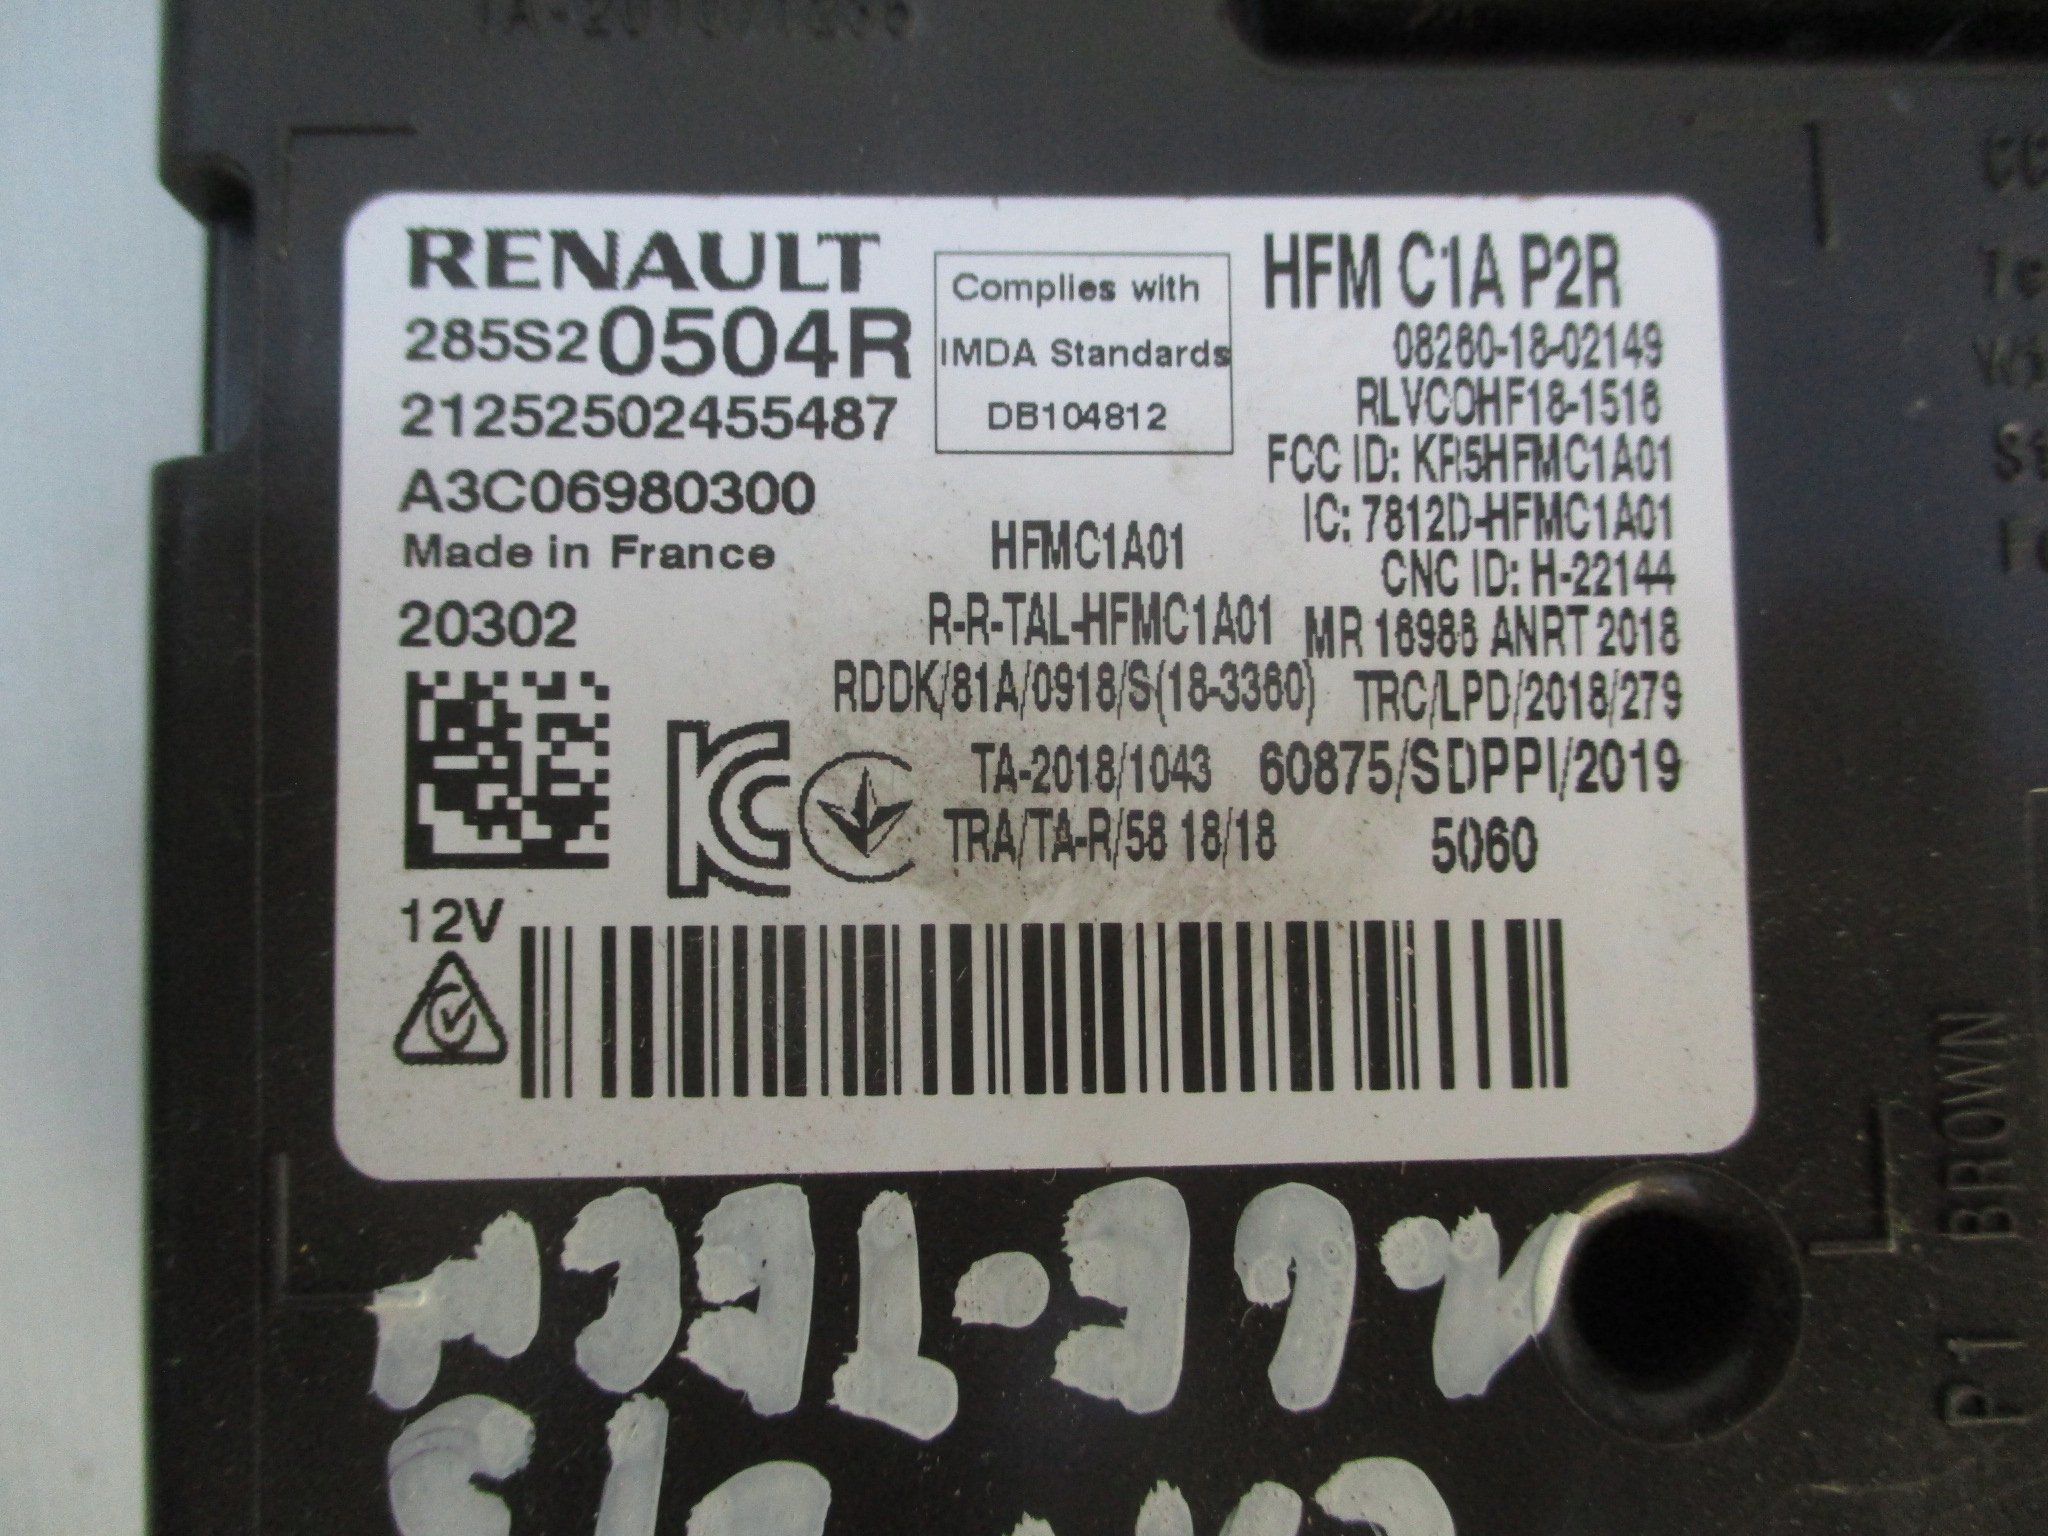 RENAULT
285S20504R
21252502455487
A3C06980300
Made in France
20302
12V
Complies with
IMDA Standards
DB104812
HFM C1A P2R
08260-18-02149
RLVCOHF18-1518
FCC ID: KR5HFMC1A01
IC: 7812D-HFMC1A01
CNC ID: H-22144
MR 16986 ANRT 2018
HFMC1A01
R-R-TAL-HFMC1A01
RDDK/81A/0918/S(18-3360)
TRC/LPD/2018/279
TA-2018/1043
60875/SDPPI/2019
TRA/TA-R/58 18/18
5060
P1 BROWN